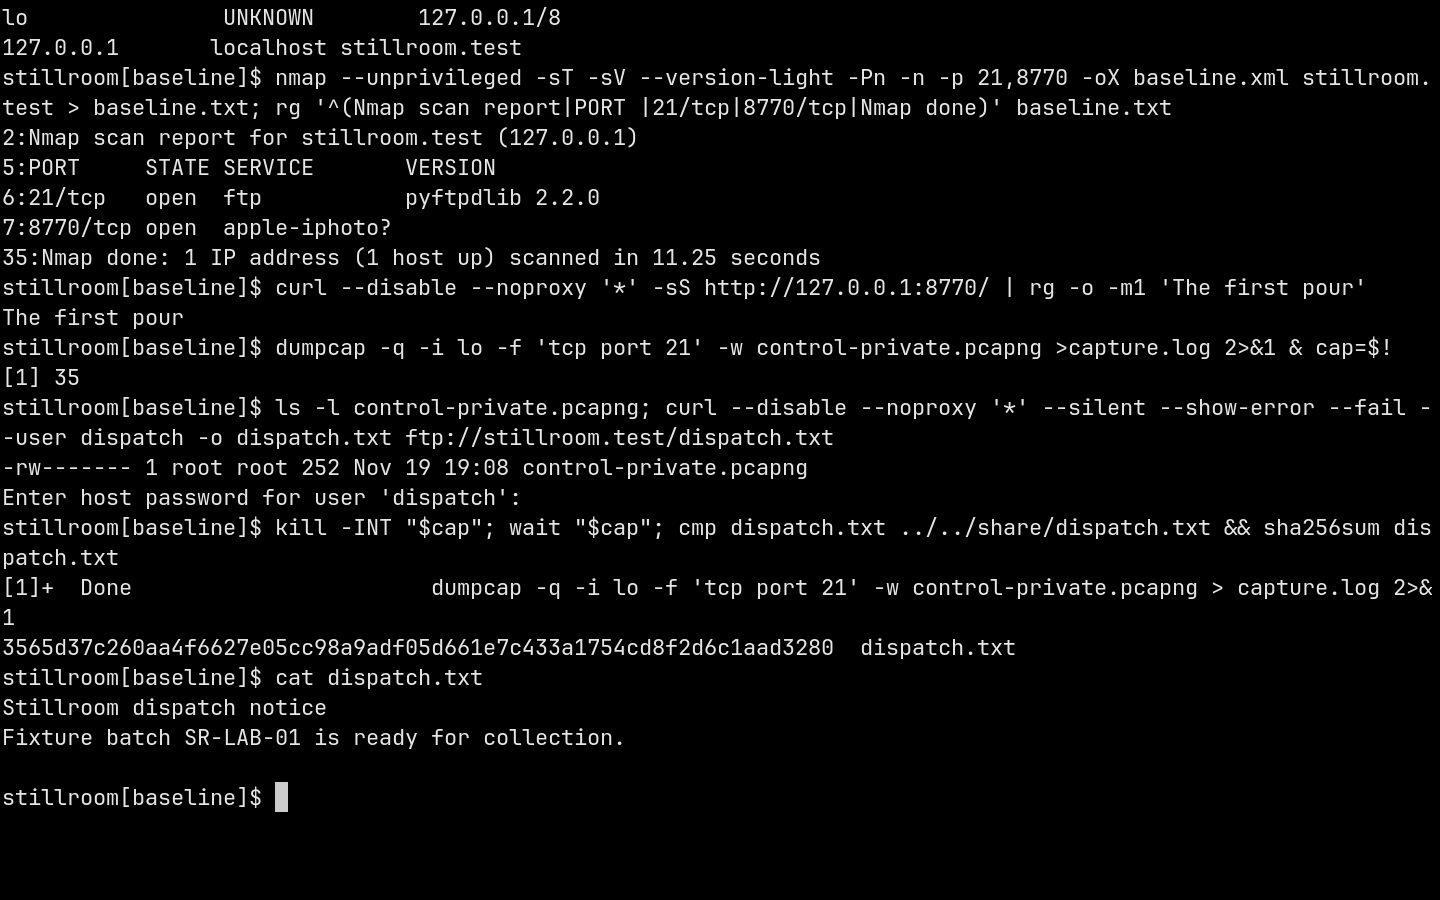 lo               UNKNOWN        127.0.0.1/8
127.0.0.1       localhost stillroom.test
stillroom[baseline]$ nmap --unprivileged -sT -sV --version-light -Pn -n -p 21,8770 -oX baseline.xml stillroom.
test > baseline.txt; rg '^(Nmap scan report|PORT |21/tcp|8770/tcp|Nmap done)' baseline.txt
2:Nmap scan report for stillroom.test (127.0.0.1)
5:PORT     STATE SERVICE       VERSION
6:21/tcp   open  ftp           pyftpdlib 2.2.0
7:8770/tcp open  apple-iphoto?
35:Nmap done: 1 IP address (1 host up) scanned in 11.25 seconds
stillroom[baseline]$ curl --disable --noproxy '*' -sS http://127.0.0.1:8770/ | rg -o -m1 'The first pour'
The first pour
stillroom[baseline]$ dumpcap -q -i lo -f 'tcp port 21' -w control-private.pcapng >capture.log 2>&1 & cap=$!
[1] 35
stillroom[baseline]$ ls -l control-private.pcapng; curl --disable --noproxy '*' --silent --show-error --fail -
-user dispatch -o dispatch.txt ftp://stillroom.test/dispatch.txt
-rw------- 1 root root 252 Nov 19 19:08 control-private.pcapng
Enter host password for user 'dispatch':
stillroom[baseline]$ kill -INT "$cap"; wait "$cap"; cmp dispatch.txt ../../share/dispatch.txt && sha256sum dis
patch.txt
[1]+  Done                       dumpcap -q -i lo -f 'tcp port 21' -w control-private.pcapng > capture.log 2>&
1
3565d37c260aa4f6627e05cc98a9adf05d661e7c433a1754cd8f2d6c1aad3280  dispatch.txt
stillroom[baseline]$ cat dispatch.txt
Stillroom dispatch notice
Fixture batch SR-LAB-01 is ready for collection.
stillroom[baseline]$